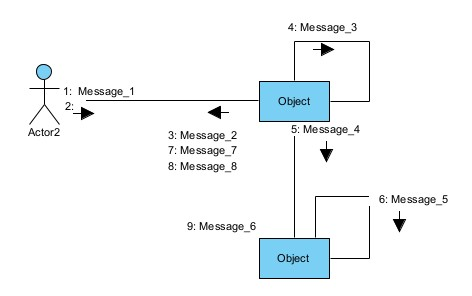 4: Message_3
1: Message_1
2:
Object
Actor2
3: Message_2
5: Message_4
7: Message_7
8: Message_8
6: Message_5
9: Message_6
Object